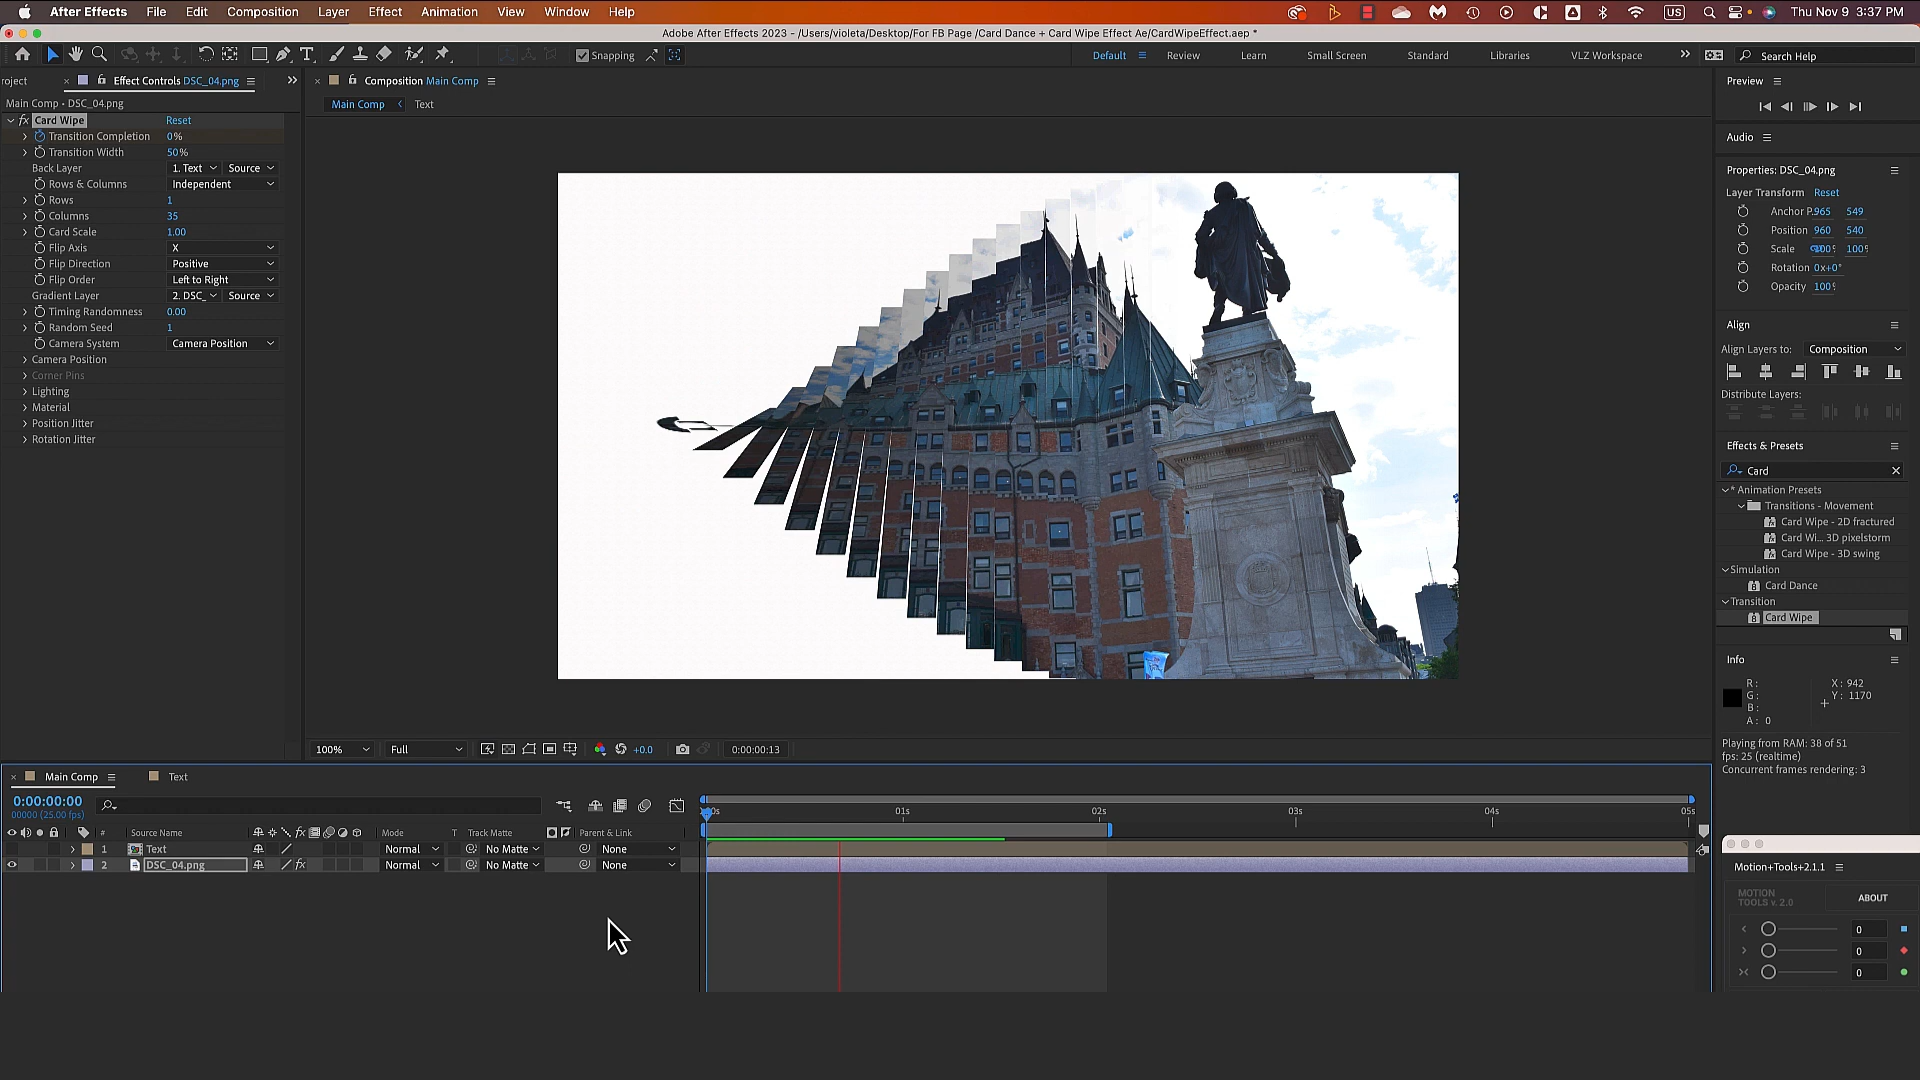 After Effects File Edit Composition Layer Effect Animation View Window Help
US Thu Nov 9 3:37 PM
Adobe After Effects 2023 - /Users/violeta/Desktop/For FB Page /Card Dance + Card Wipe Effect Ae/CardWipeEffect.aep *
Snapping
Default Review Learn Small Screen Standard Libraries VLZ Workspace Search Help
roject Effect Controls DSC_04.png
Main Comp • DSC_04.png
fx Card Wipe Reset
Transition Completion 0%
Transition Width 50%
Back Layer 1. Text Source
Rows & Columns Independent
Rows 1
Columns 35
Card Scale 1.00
Flip Axis X
Flip Direction Positive
Flip Order Left to Right
Gradient Layer 2. DSC_ Source
Timing Randomness 0.00
Random Seed 1
Camera System Camera Position
Camera Position
Corner Pins
Lighting
Material
Position Jitter
Rotation Jitter
Composition Main Comp
Main Comp Text
100% Full +0.0 0:00:00:13
Preview
Audio
Properties: DSC_04.png
Layer Transform Reset
Anchor P. 965 549
Position 960 540
Scale 100%
Rotation 0x+0°
Opacity 100
Align
Align Layers to: Composition
Distribute Layers:
Effects & Presets
Card
* Animation Presets
Transitions - Movement
Card Wipe - 2D fractured
Card Wi... 3D pixelstorm
Card Wipe - 3D swing
Simulation
Card Dance
Transition
Card Wipe
Info
R :
G :
B :
A : 0
X : 942
Y : 1170
Playing from RAM: 38 of 51
fps: 25 (realtime)
Concurrent frames rendering: 3
Main Comp Text
0:00:00:00
00000 (25.00 fps)
# Source Name fx Mode T Track Matte Parent & Link
1 Text Normal No Matte None
2 DSC_04.png fx Normal No Matte None
01s 02s 03s 04s 05s
Motion+Tools+2.1.1
MOTION
TOOLS v. 2.0
ABOUT
0
0
0